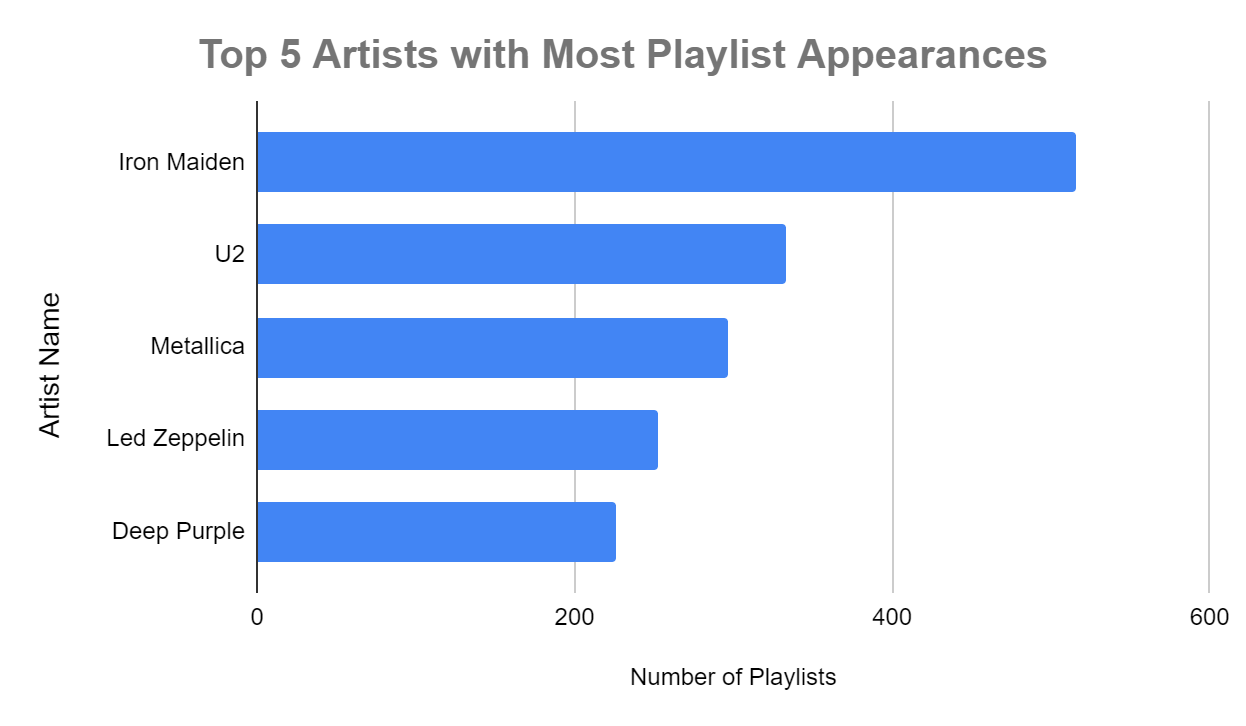 Top 5 Artists with Most Playlist Appearances
Artist Name
Iron Maiden
U2
Metallica
Led Zeppelin
Deep Purple
0 200 400 600
Number of Playlists